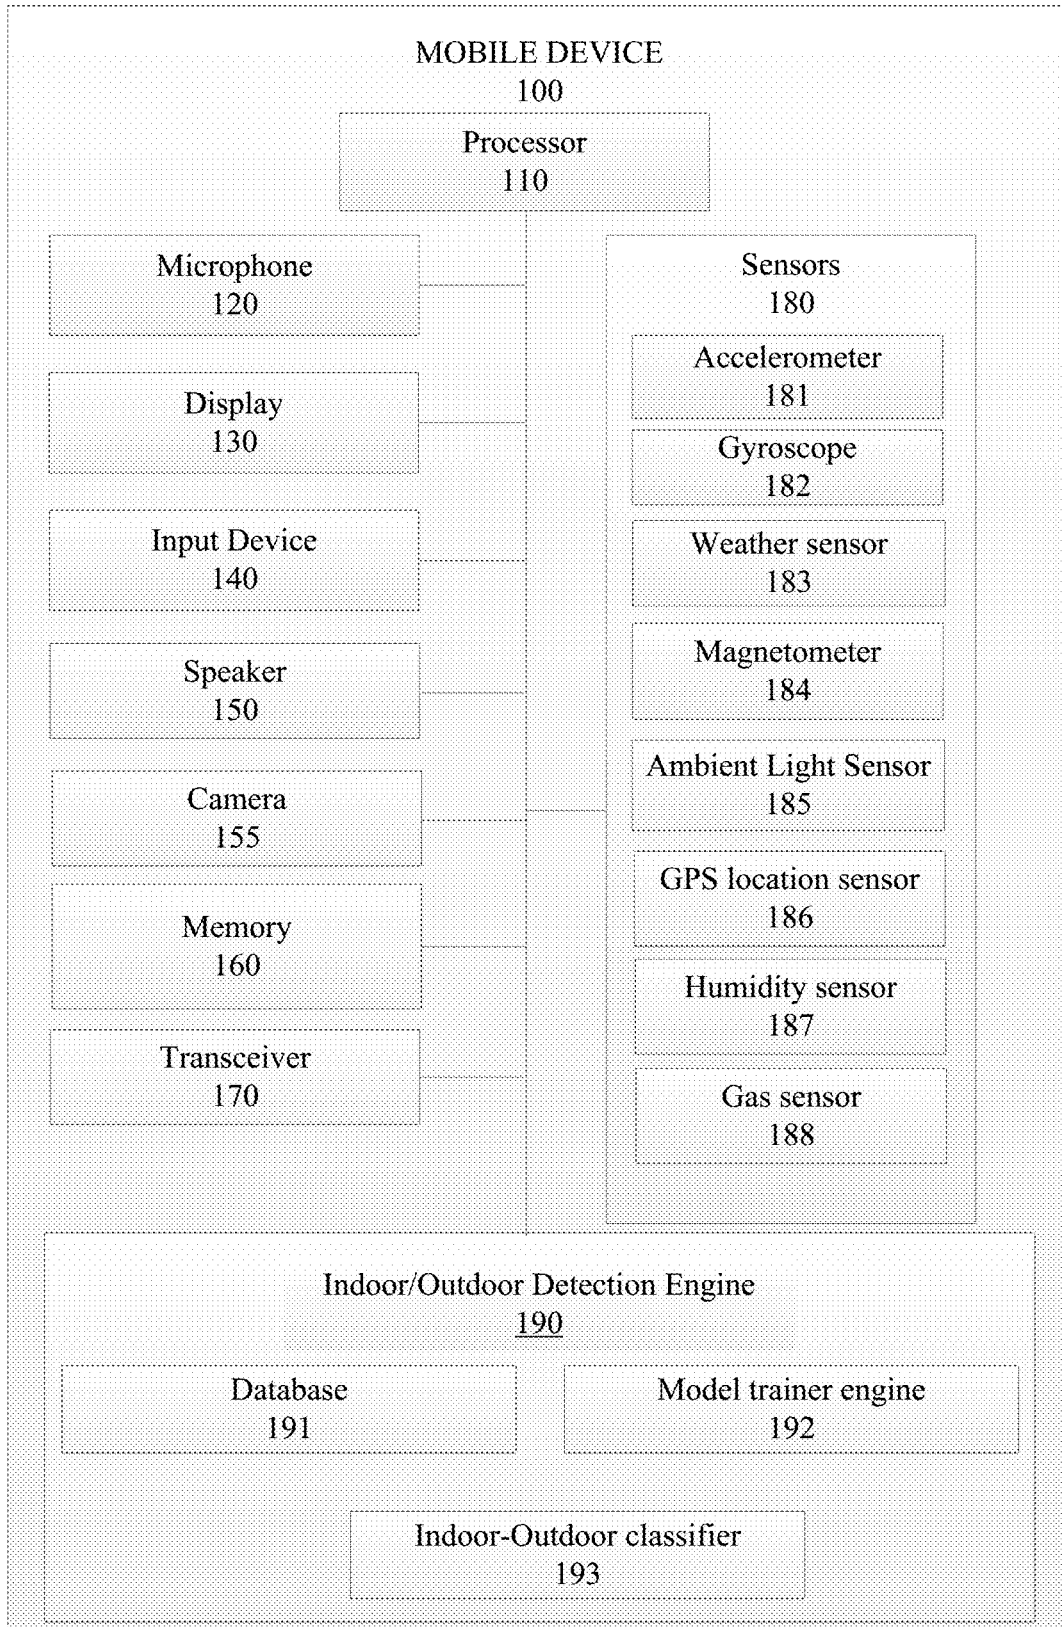 MOBILE DEVICE
100
Processor
110
Microphone
120
Display
130
Input Device
140
Speaker
150
Camera
155
Memory
160
Transceiver
170
Sensors
180
Accelerometer
181
Gyroscope
182
Weather sensor
183
Magnetometer
184
Ambient Light Sensor
185
GPS location sensor
186
Humidity sensor
187
Gas sensor
188
Indoor/Outdoor Detection Engine
190
Database
191
Model trainer engine
192
Indoor-Outdoor classifier
193